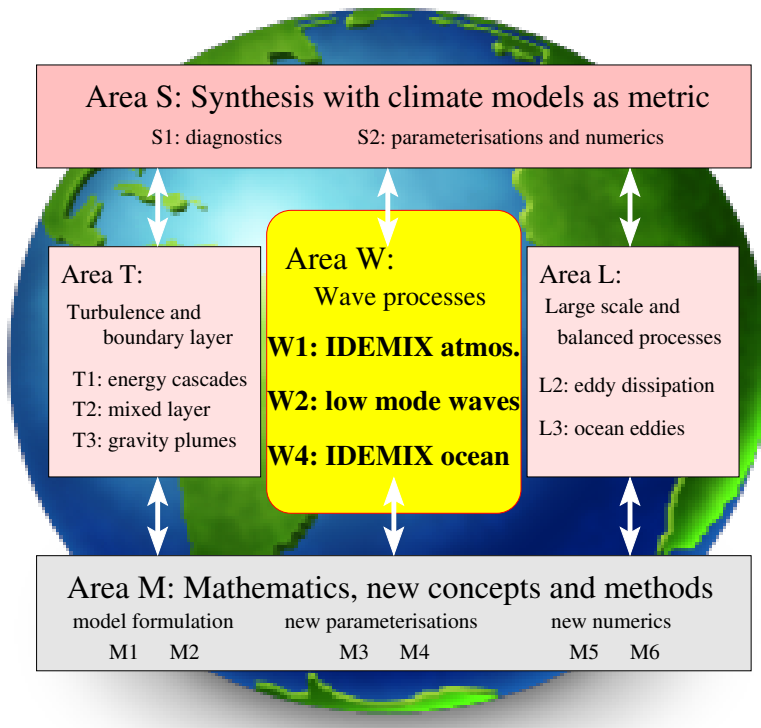 Area S: Synthesis with climate models as metric
S1: diagnostics S2: parameterisations and numerics
Area T:
Turbulence and
boundary layer
T1: energy cascades
T2: mixed layer
T3: gravity plumes
Area W:
Wave processes
W1: IDEMIX atmos.
W2: low mode waves
W4: IDEMIX ocean
Area L:
Large scale and
balanced processes
L2: eddy dissipation
L3: ocean eddies
Area M: Mathematics, new concepts and methods
model formulation new parameterisations new numerics
M1 M2 M3 M4 M5 M6